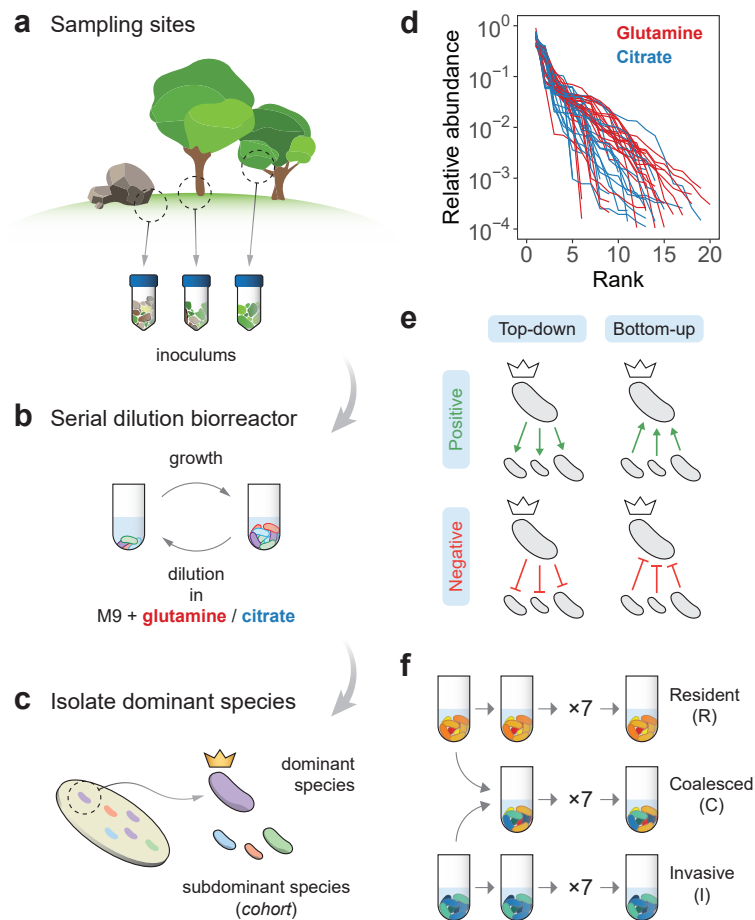 a Sampling sites
inoculums
b Serial dilution biorreactor
growth
dilution
in
M9 + glutamine / citrate
c Isolate dominant species
dominant
species
subdominant species
(cohort)
d
Glutamine
Citrate
Relative abundance
10⁰
10⁻¹
10⁻²
10⁻³
10⁻⁴
0 5 10 15 20
Rank
e
Top-down Bottom-up
Positive
Negative
f
×7 Resident
(R)
×7 Coalesced
(C)
×7 Invasive
(I)